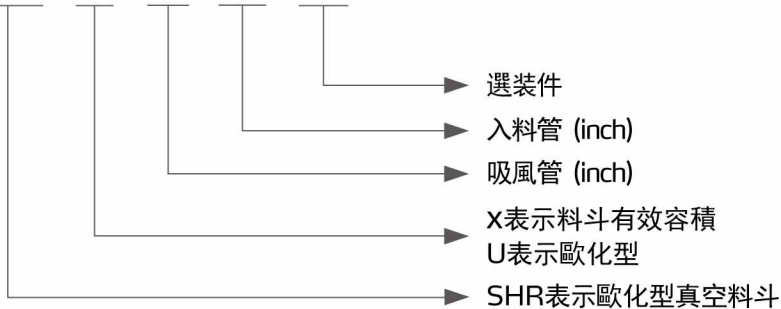 選装件
入料管 (inch)
吸風管 (inch)
x表示料斗有效容積
U表示歐化型
SHR表示歐化型真空料斗